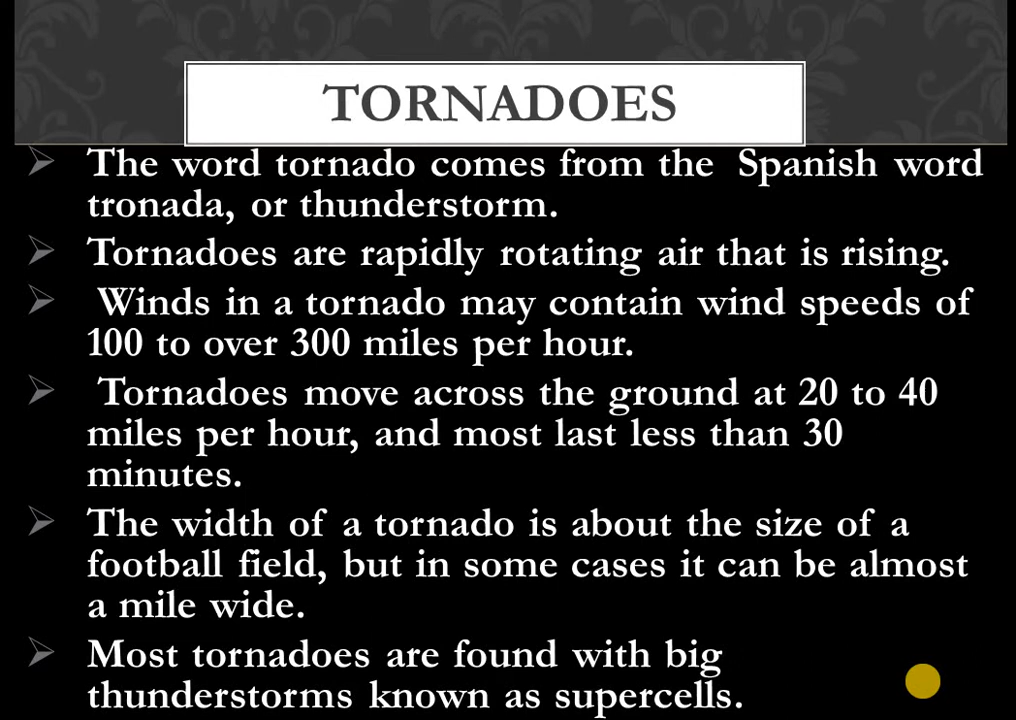 TORNADOES
The word tornado comes from the Spanish word
tronada, or thunderstorm.
Tornadoes are rapidly rotating air that is rising.
Winds in a tornado may contain wind speeds of
100 to over 300 miles per hour.
Tornadoes move across the ground at 20 to 40
miles per hour, and most last less than 30
minutes.
The width of a tornado is about the size of a
football field, but in some cases it can be almost
a mile wide.
Most tornadoes are found with big
thunderstorms known as supercells.